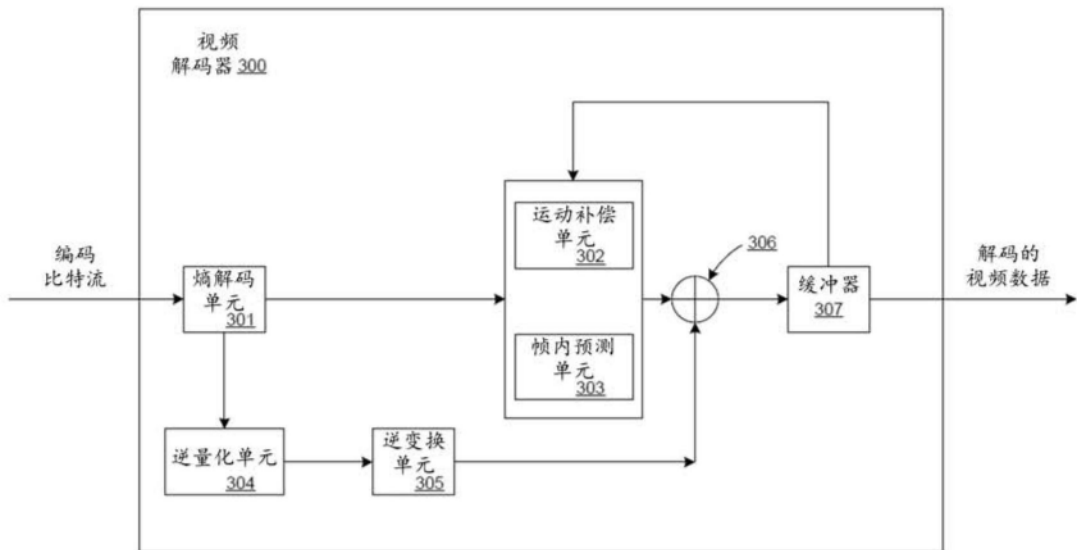 视频
解码器 300
编码
比特流
熵解码
单元
301
运动补偿
单元
302
帧内预测
单元
303
306
缓冲器
307
解码的
视频数据
逆量化单元
304
逆变换
单元
305